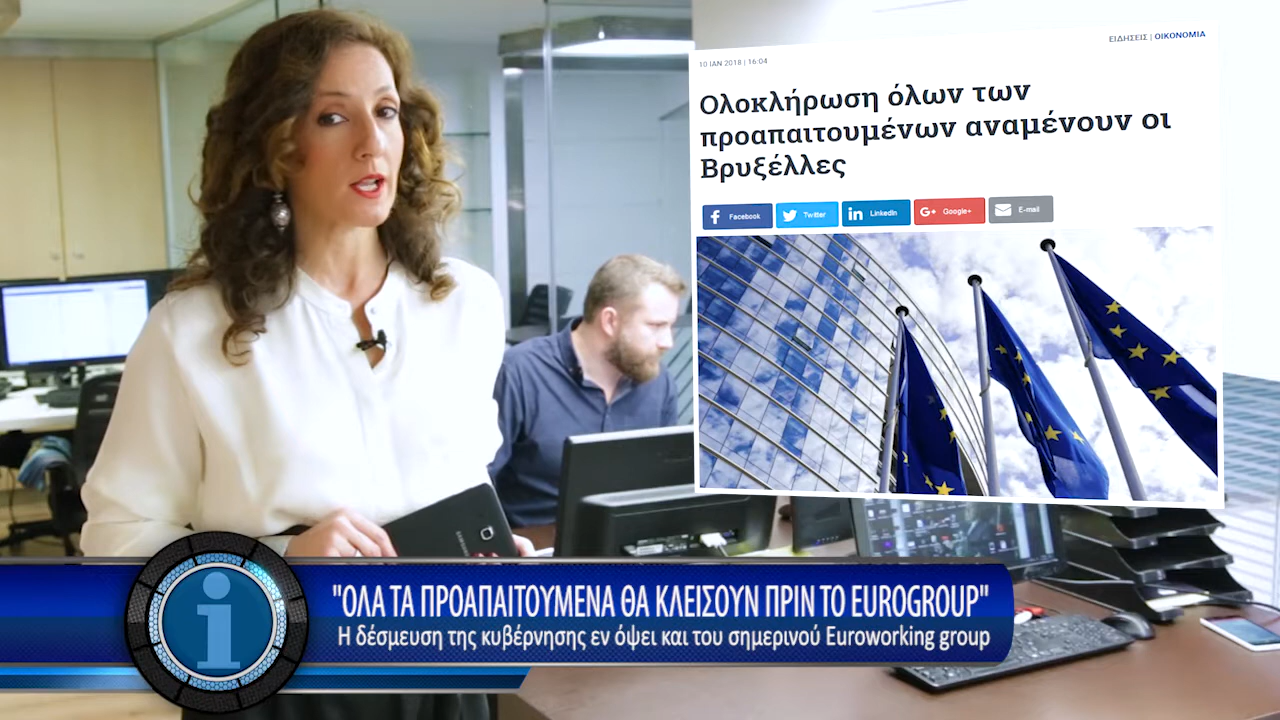 ΕΙΔΗΣΕΙΣ | ΟΙΚΟΝΟΜΙΑ
10 ΙΑΝ 2018 | 16:04
Ολοκλήρωση όλων των
προαπαιτουμένων αναμένουν οι
Βρυξέλλες
Facebook Twitter LinkedIn Google+ E-mail
SAMSUNG
"ΟΛΑ ΤΑ ΠΡΟΑΠΑΙΤΟΥΜΕΝΑ ΘΑ ΚΛΕΙΣΟΥΝ ΠΡΙΝ ΤΟ EUROGROUP"
Η δέσμευση της κυβέρνησης εν όψει και του σημερινού Euroworking group